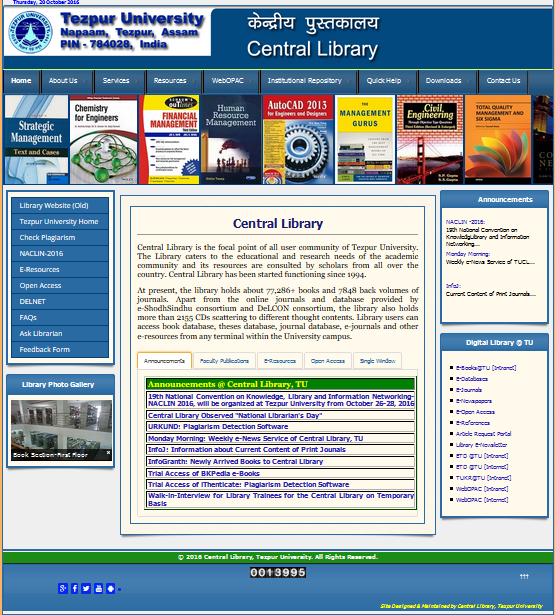 Thursday, 20 October 2016
Tezpur University
Napaam, Tezpur, Assam
PIN - 784028, India
केन्द्रीय पुस्तकालय
Central Library
Home
About Us
Services
Resources
WebOPAC
Institutional Repository
Quick Help
Downloads
Contact Us
Strategic
Management
Text and Cases
Chemistry
for Engineers
SCHAUM'S
outlines
FINANCIAL
MANAGEMENT
Human
Resource
Management
AutoCAD 2013
for Engineers and Designers
THE
MANAGEMENT
GURUS
Civil
Engineering
TOTAL QUALITY
MANAGEMENT AND
SIX SIGMA
Library Website (Old)
Tezpur University Home
Check Plagiarism
NACLIN-2016
E-Resources
Open Access
DELNET
FAQs
Ask Librarian
Feedback Form
Library Photo Gallery
Book Section-First Floor
Central Library
Central Library is the focal point of all user community of Tezpur University.
The Library caters to the educational and research needs of the academic
community and its resources are consulted by scholars from all over the
country. Central Library has been started functioning since 1994.
At present, the library holds about 77,286+ books and 7848 back volumes of
journals. Apart from the online journals and database provided by
e-ShodhSindhu consortium and DeLCON consortium, the library also holds
more than 2155 CDs scattering to different thought contents. Library users can
access book database, theses database, journal database, e-journals and other
e-resources from any terminal within the University campus.
Announcements
Faculty Publications
E-Resources
Open Access
Single Window
Announcements @ Central Library, TU
19th National Convention on Knowledge, Library and Information Networking-
NACLIN 2016, will be organized at Tezpur University from October 26-28, 2016
Central Library Observed "National Librarian's Day"
URKUND: Plagiarism Detection Software
Monday Morning: Weekly e-News Service of Central Library, TU
InfoJ: Information about Current Content of Print Jounals
InfoGranth: Newly Arrived Books to Central Library
Trial Access of BKPedia e-Books
Trial Access of iThenticate: Plagiarism Detection Software
Walk-in-Interview for Library Trainees for the Central Library on Temporary
Basis
Announcements
NACLIN -2016:
19th National Convention on
Knowledge,Library and Information
Networking...
Monday Morning:
Weekly e-News Service of TUCL...
InfoJ:
Current Content of Print Journals...
Digital Library @ TU
E-Books@TU [Intranet]
E-Databases
E-Journals
E-Newspapers
e-Open Access
E-References
Article Request Portal
Library E-Newsletter
ETD @TU [Intranet]
ETD @TU [Internet]
TUKR@TU [Intranet]
WebOPAC [Intranet]
WebOPAC [Internet]
© 2016 Central Library, Tezpur University. All Rights Reserved.
0013995
↑↑↑
Site Designed & Maintained by Central Library, Tezpur University